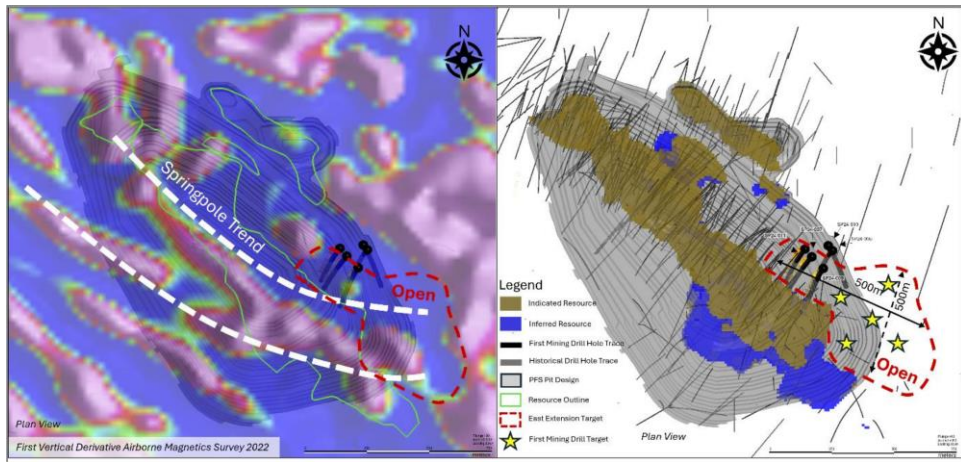 N
Springpole Trend
Open
Plan View
First Vertical Derivative Airborne Magnetics Survey 2022
N
500m
500m
Open
Legend
Indicated Resource
Inferred Resource
First Mining Drill Hole Trace
Historical Drill Hole Trace
PFS Pit Design
Resource Outline
East Extension Target
First Mining Drill Target
Plan View